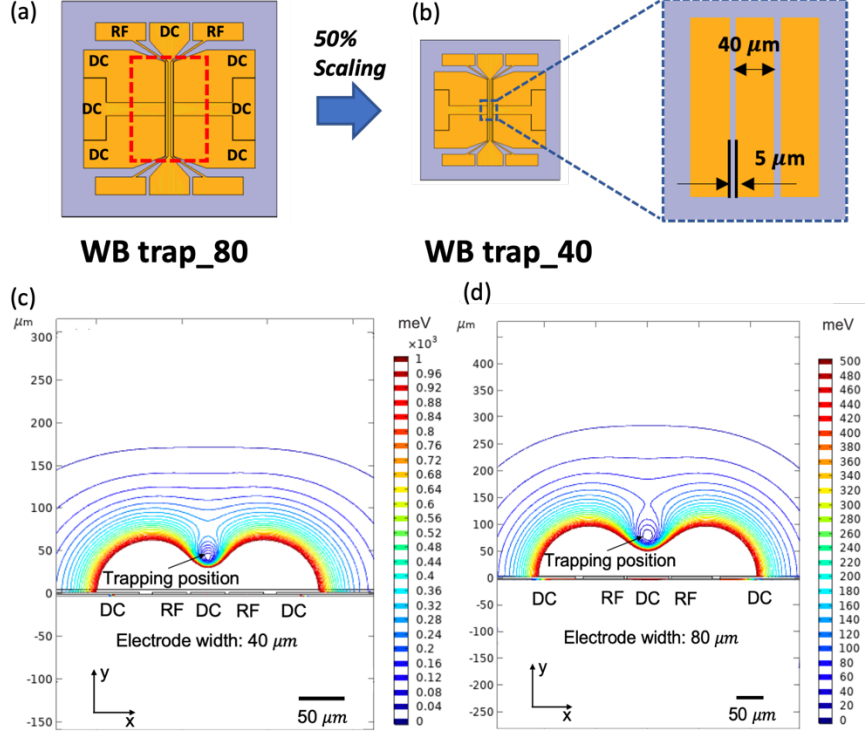 (a)
RF DC RF
DC DC
DC DC
DC DC
WB trap_80
50%
Scaling
(b)
WB trap_40
40 μm
5 μm
(c)
μm
300
250
200
150
100
50
0
-50
-100
-150
Trapping position
DC RF DC RF DC
Electrode width: 40 μm
y
x
50 μm
meV
×10³
1
0.96
0.92
0.88
0.84
0.8
0.76
0.72
0.68
0.64
0.6
0.56
0.52
0.48
0.44
0.4
0.36
0.32
0.28
0.24
0.2
0.16
0.12
0.08
0.04
0
(d)
μm
450
400
350
300
250
200
150
100
50
0
-50
-100
-150
-200
-250
Trapping position
DC RF DC RF DC
Electrode width: 80 μm
y
x
50 μm
meV
500
480
460
440
420
400
380
360
340
320
300
280
260
240
220
200
180
160
140
120
100
80
60
40
20
0